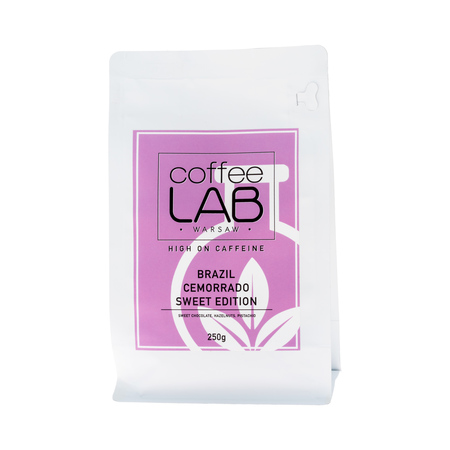 coffee
LAB
• WARSAW •
HIGH ON CAFFEINE
BRAZIL
CEMORRADO
SWEET EDITION
SWEET CHOCOLATE, HAZELNUTS, PISTACHIO
250g